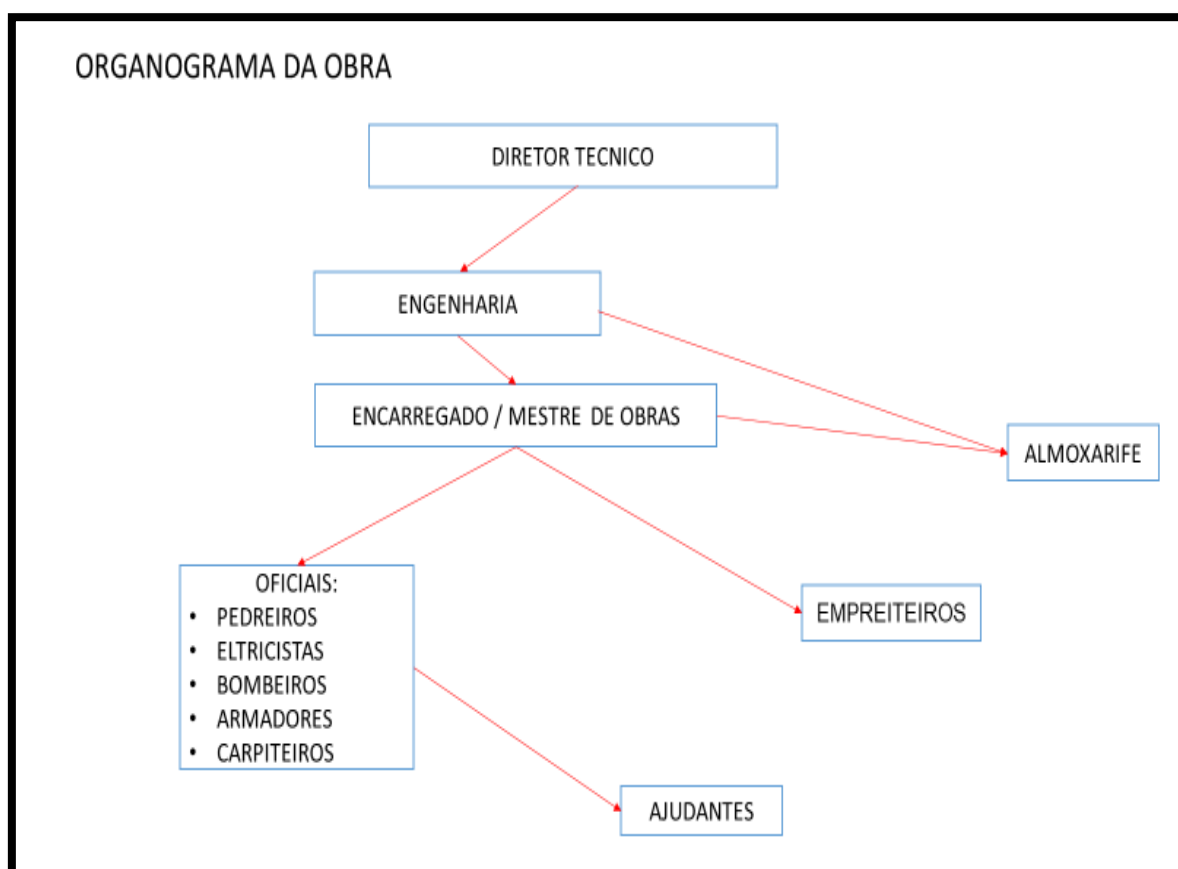 ORGANOGRAMA DA OBRA
DIRETOR TECNICO
ENGENHARIA
ENCARREGADO / MESTRE DE OBRAS
ALMOXARIFE
OFICIAIS:
• PEDREIROS
• ELTRICISTAS
• BOMBEIROS
• ARMADORES
• CARPITEIROS
EMPREITEIROS
AJUDANTES